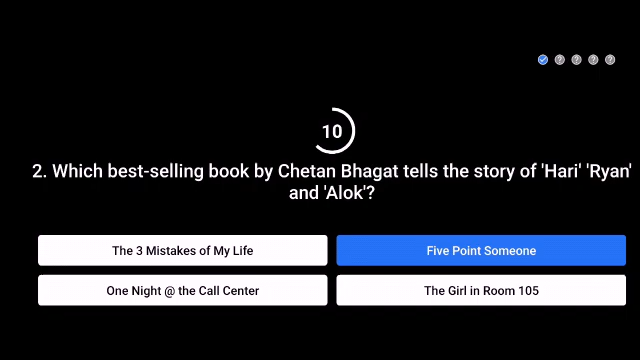 10
2. Which best-selling book by Chetan Bhagat tells the story of 'Hari' 'Ryan'
and 'Alok'?
The 3 Mistakes of My Life
Five Point Someone
One Night @ the Call Center
The Girl in Room 105